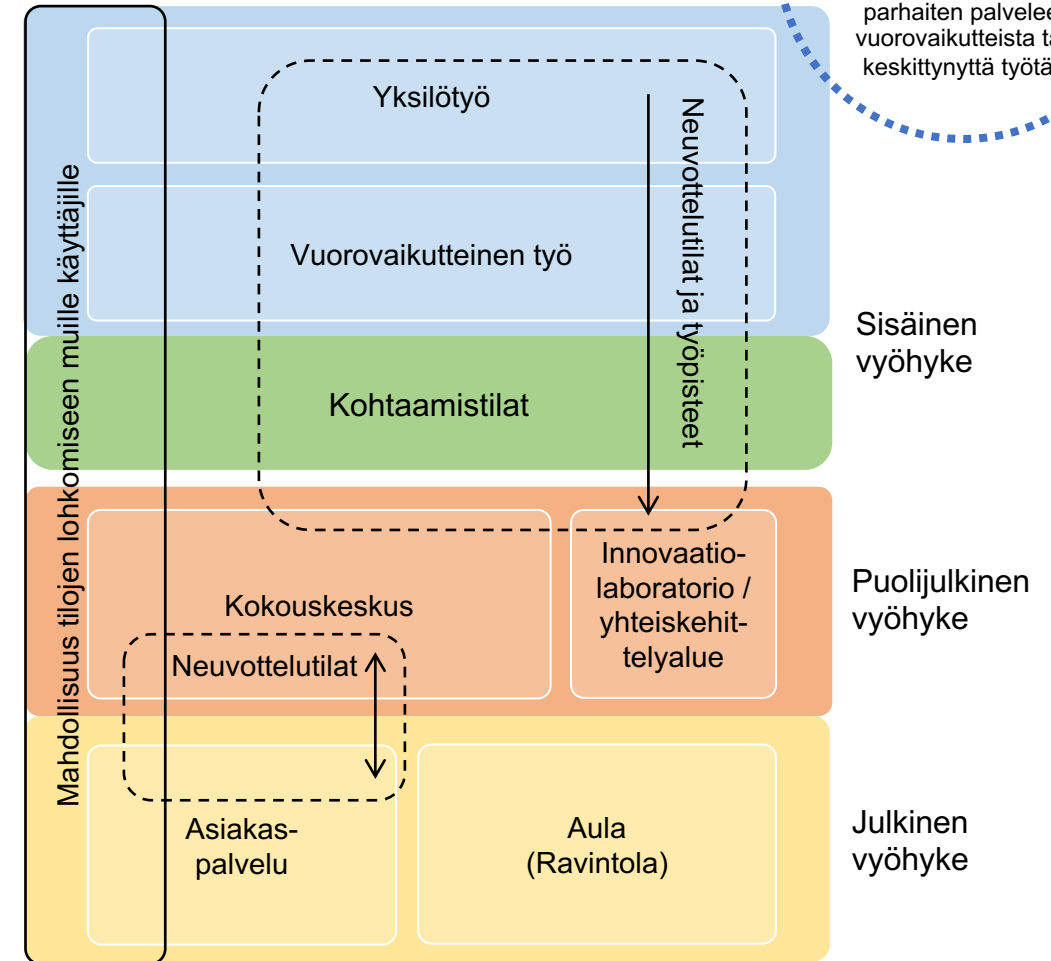 parhaiten palvelee
vuorovaikutteista ta
keskittynyttä työtä
Yksilötyö
Neuvottelutilat ja työpisteet
Vuorovaikutteinen työ
Mahdollisuus tilojen lohkomiseen muille käyttäjille
Sisäinen
vyöhyke
Kohtaamistilat
Innovaatio-
laboratorio /
yhteiskehit-
telyalue
Puolijulkinen
vyöhyke
Kokouskeskus
Neuvottelutilat
Asiakas-
palvelu
Aula
(Ravintola)
Julkinen
vyöhyke